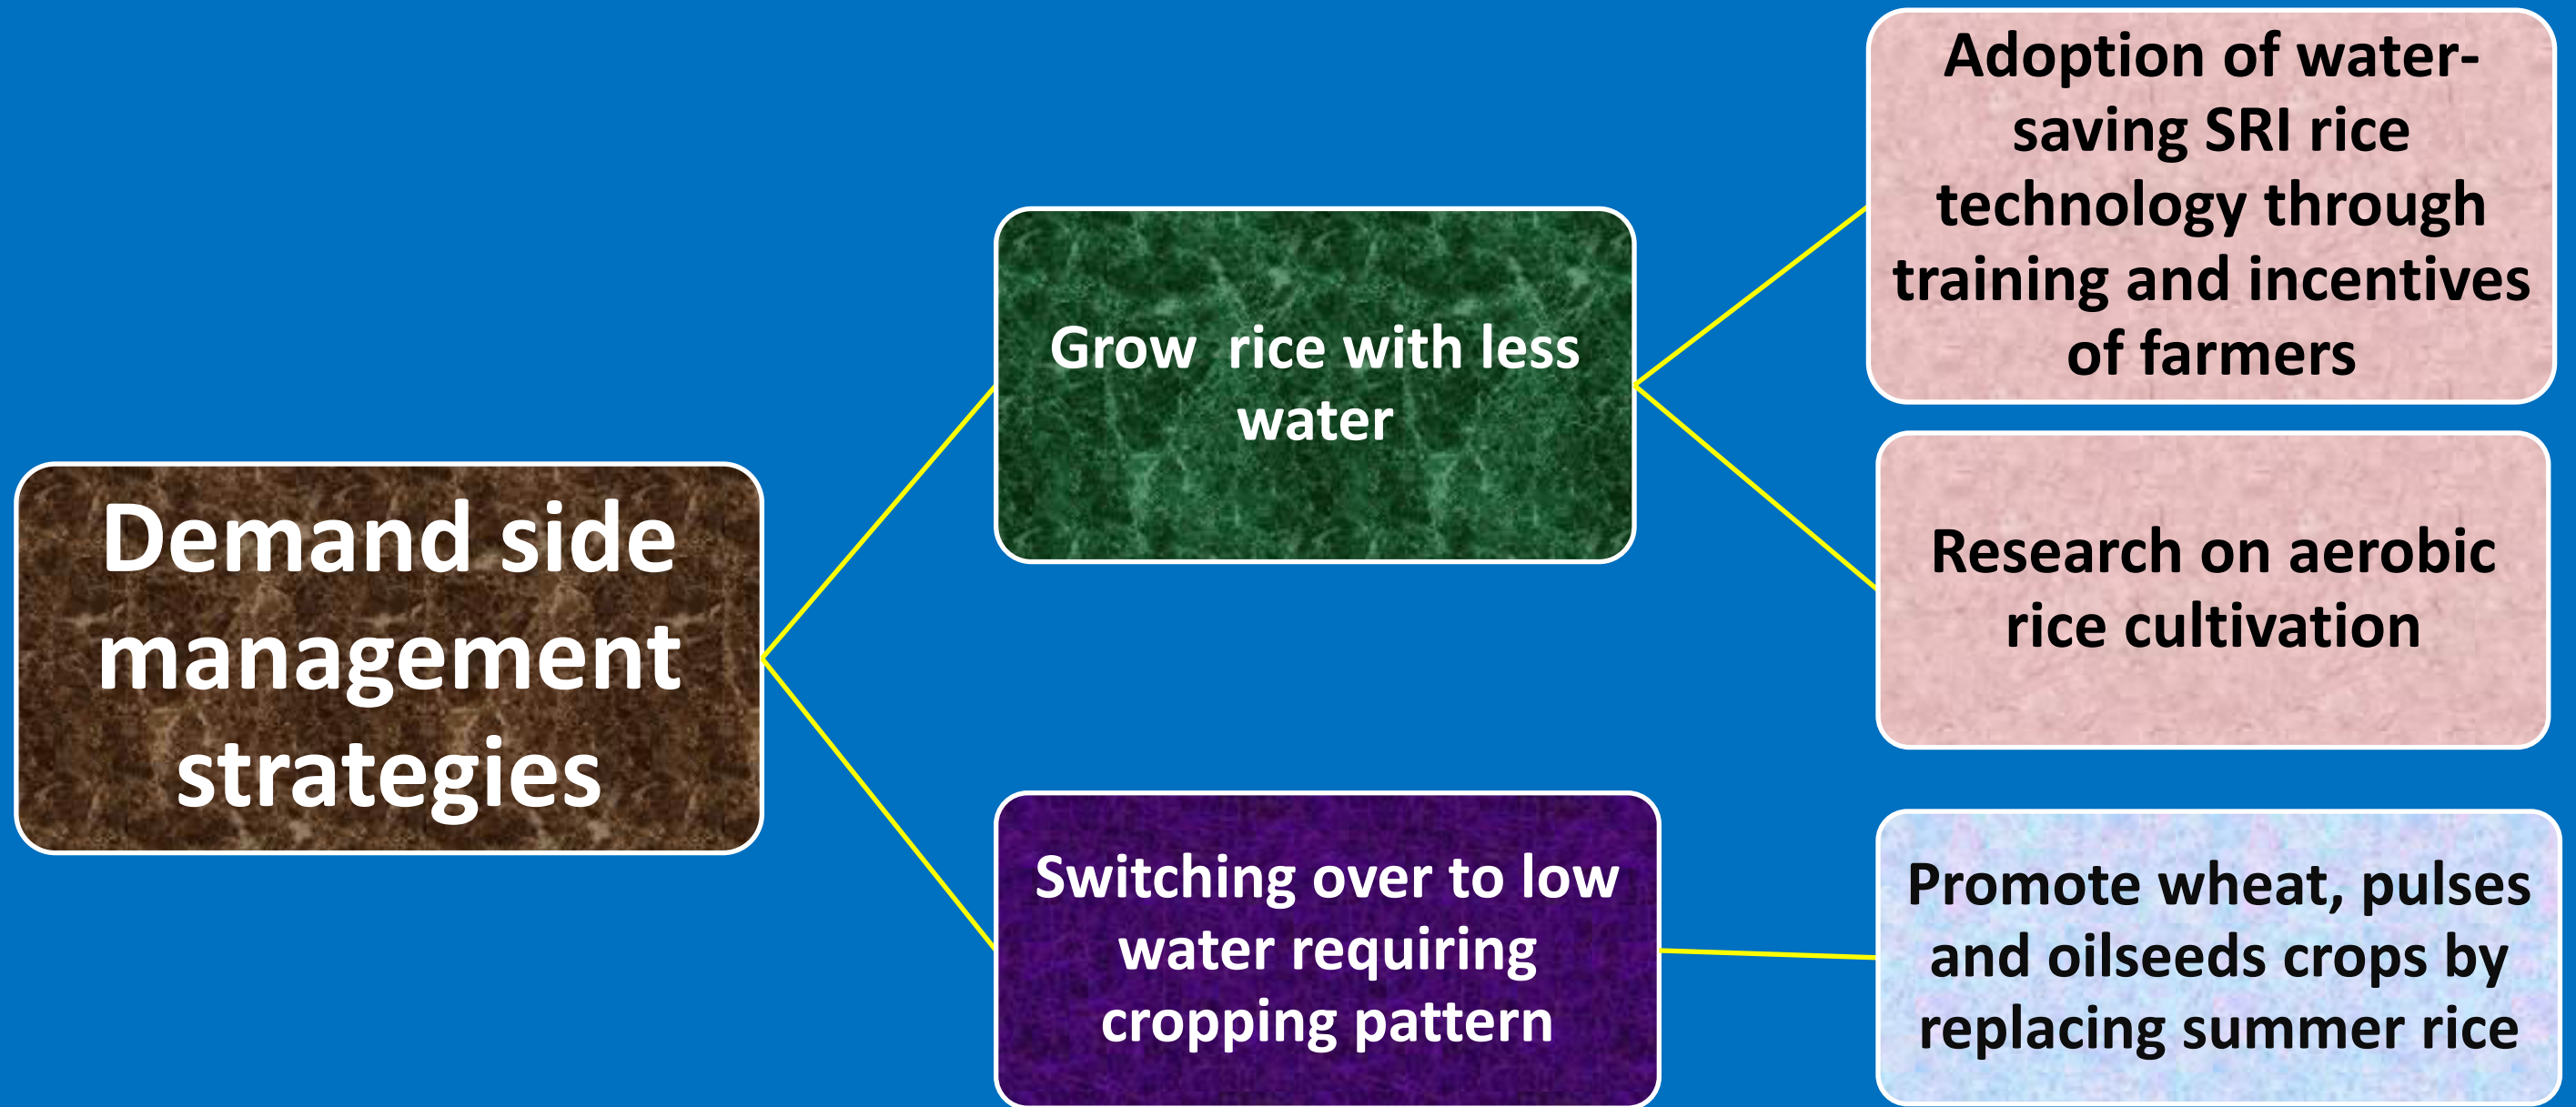 Demand side
management
strategies
Grow  rice with less
water
Adoption of water-
saving SRI rice
technology through
training and incentives
of farmers
Research on aerobic
rice cultivation
Switching over to low
water requiring
cropping pattern
Promote wheat, pulses
and oilseeds crops by
replacing summer rice